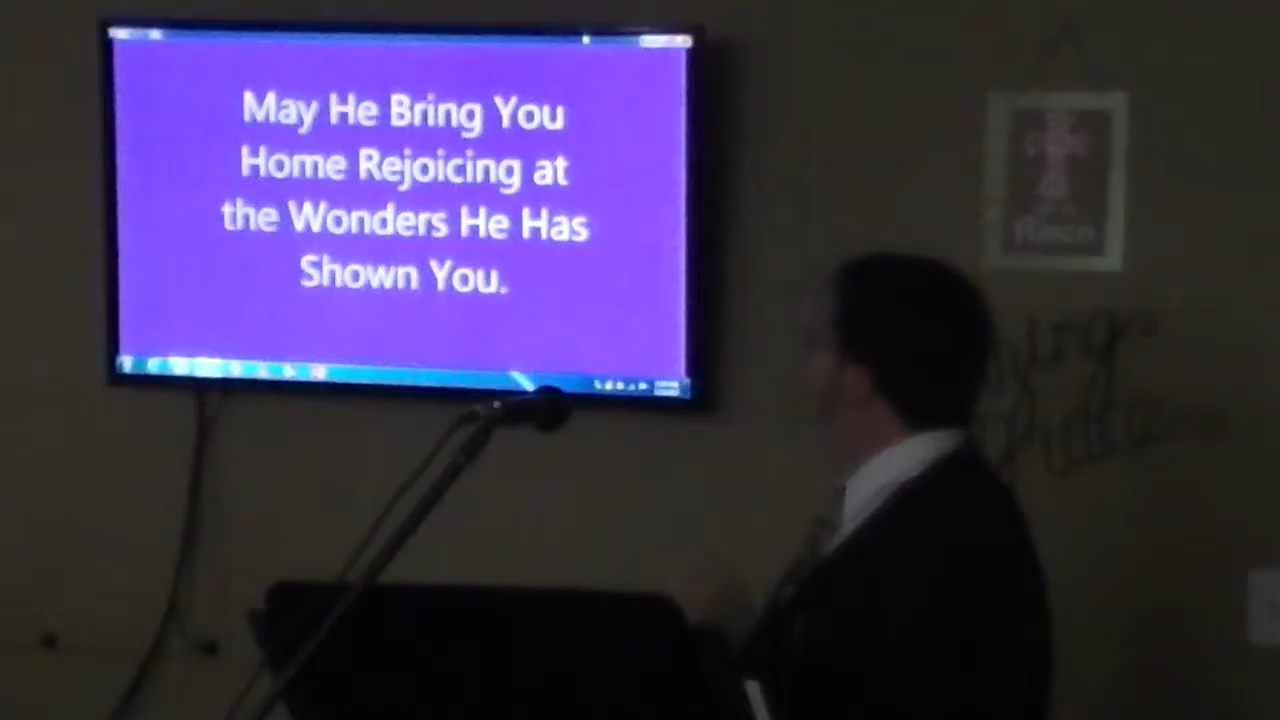 May He Bring You
Home Rejoicing at
the Wonders He Has
Shown You.